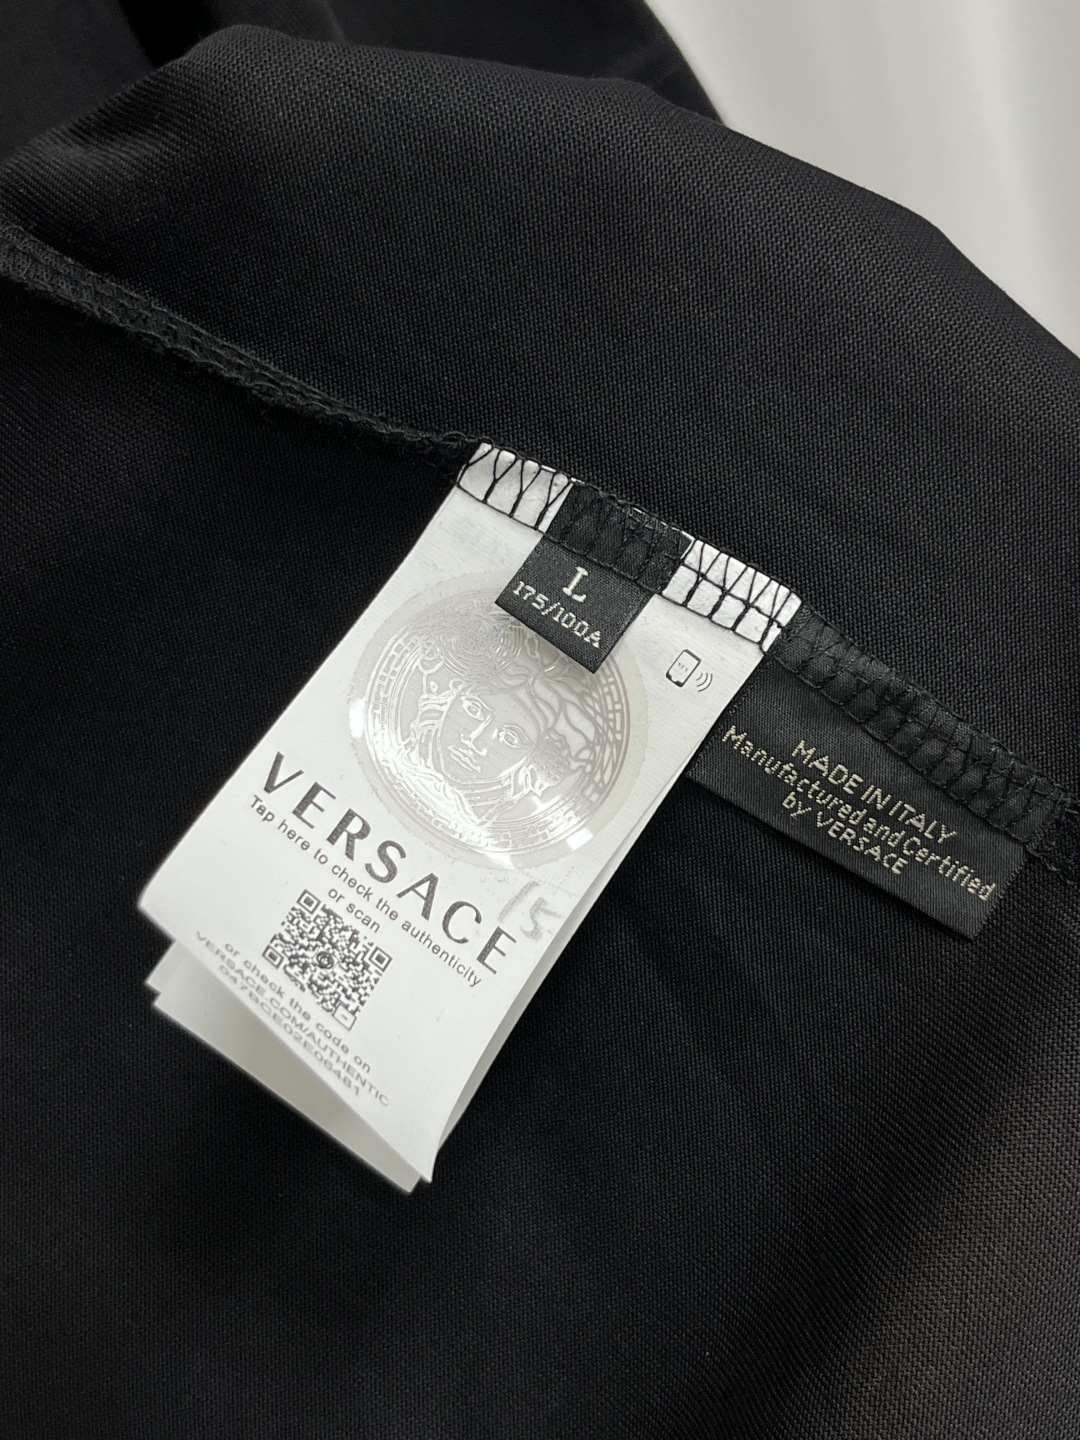 L
175/100A
VERSACE
Tap here to check the authenticity
or scan
or check the code on
VERSACE.COM/AUTHENTIC
047BCE02E06481
15
MADE IN ITALY
Manufactured and Certified
by VERSACE